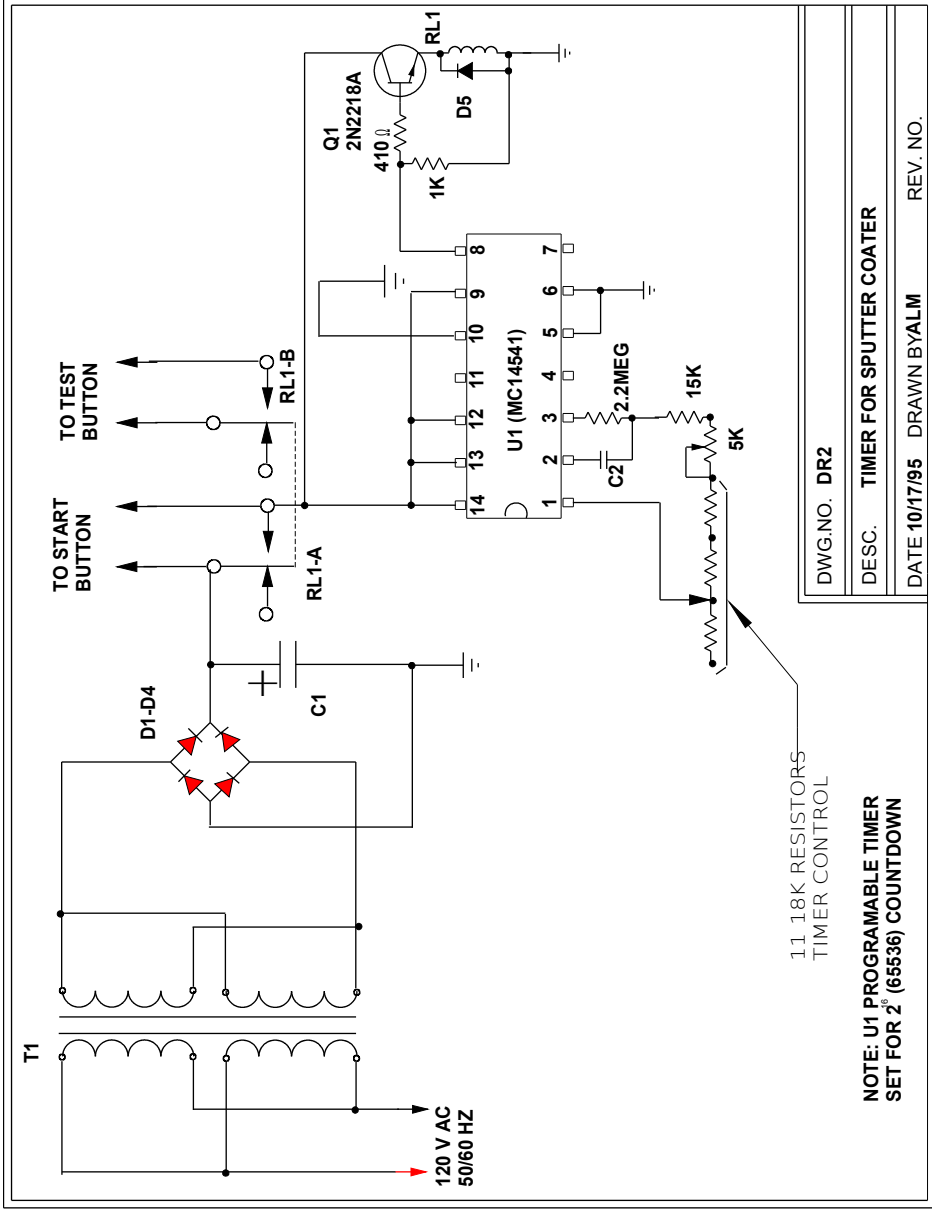 T1
120 V AC
50/60 HZ
D1-D4
C1
TO START
BUTTON
TO TEST
BUTTON
RL1-A
RL1-B
Q1
2N2218A
410 Ω
1K
RL1
D5
14
13
12
11
10
9
8
U1 (MC14541)
1
2
3
4
5
6
7
C2
2.2MEG
15K
5K
11 18K RESISTORS
TIMER CONTROL
NOTE: U1 PROGRAMABLE TIMER
SET FOR 2¹⁶ (65536) COUNTDOWN
DWG.NO. DR2
DESC. TIMER FOR SPUTTER COATER
DATE 10/17/95 DRAWN BYALM REV. NO.